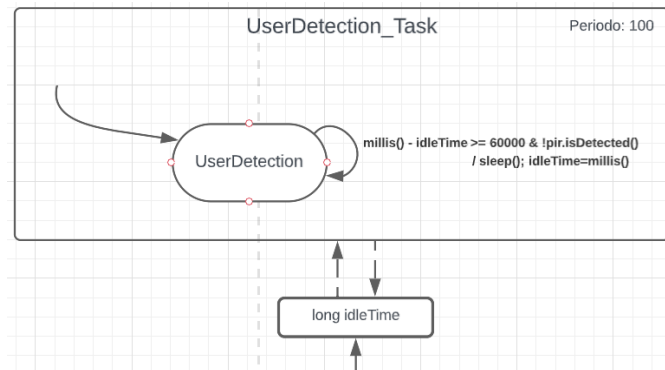 UserDetection_Task
Periodo: 100
UserDetection
millis() - idleTime >= 60000 & !pir.isDetected()
/ sleep(); idleTime=millis()
long idleTime